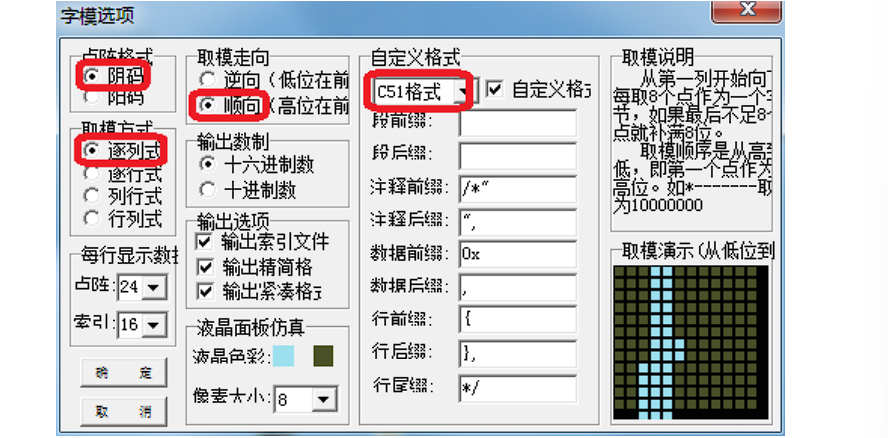 字模选项
X
点阵格式
阴码
阳码
取模方式
逐列式
逐行式
列行式
行列式
每行显示数据
点阵: 24
索引: 16
确 定
取 消
取模走向
逆向（低位在前
顺向（高位在前
输出数制
十六进制数
十进制数
输出选项
输出索引文件
输出精简格
输出紧凑格式
液晶面板仿真
液晶色彩:
像素大小: 8
自定义格式
C51格式
自定义格式
段前缀:
段后缀:
注释前缀: /*"
注释后缀: ",
数据前缀: 0x
数据后缀: ,
行前缀: {
行后缀: },
行尾缀: */
取模说明
从第一列开始向下
每取8个点作为一个字
节，如果最后不足8个
点就补满8位。
取模顺序是从高到
低，即第一个点作为
高位。如*-------取
为10000000
取模演示(从低位到